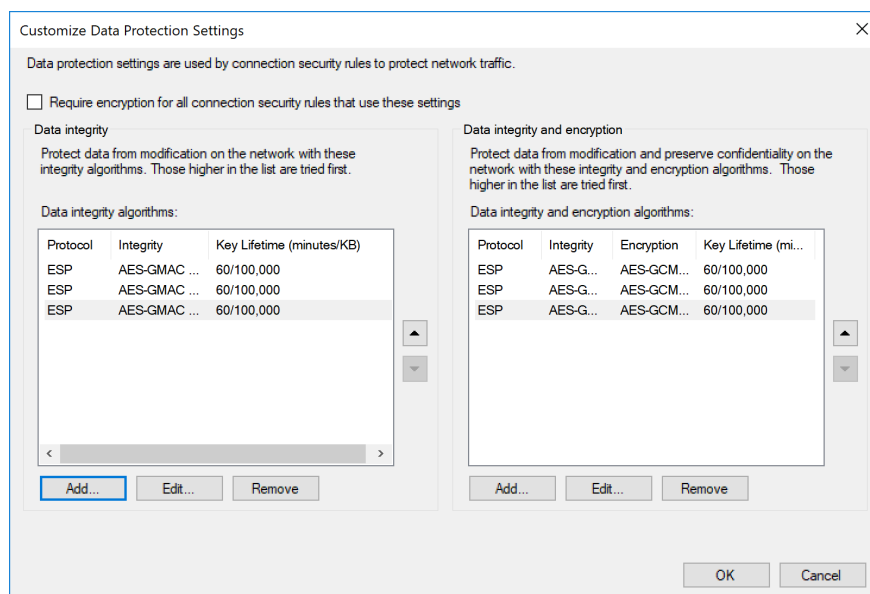 Customize Data Protection Settings
Data protection settings are used by connection security rules to protect network traffic.
Require encryption for all connection security rules that use these settings
Data integrity
Protect data from modification on the network with these
integrity algorithms. Those higher in the list are tried first.
Data integrity algorithms:
Protocol Integrity Key Lifetime (minutes/KB)
ESP AES-GMAC ... 60/100,000
ESP AES-GMAC ... 60/100,000
ESP AES-GMAC ... 60/100,000
Add... Edit... Remove
Data integrity and encryption
Protect data from modification and preserve confidentiality on the
network with these integrity and encryption algorithms. Those
higher in the list are tried first.
Data integrity and encryption algorithms:
Protocol Integrity Encryption Key Lifetime (mi...
ESP AES-G... AES-GCM... 60/100,000
ESP AES-G... AES-GCM... 60/100,000
ESP AES-G... AES-GCM... 60/100,000
Add... Edit... Remove
OK Cancel